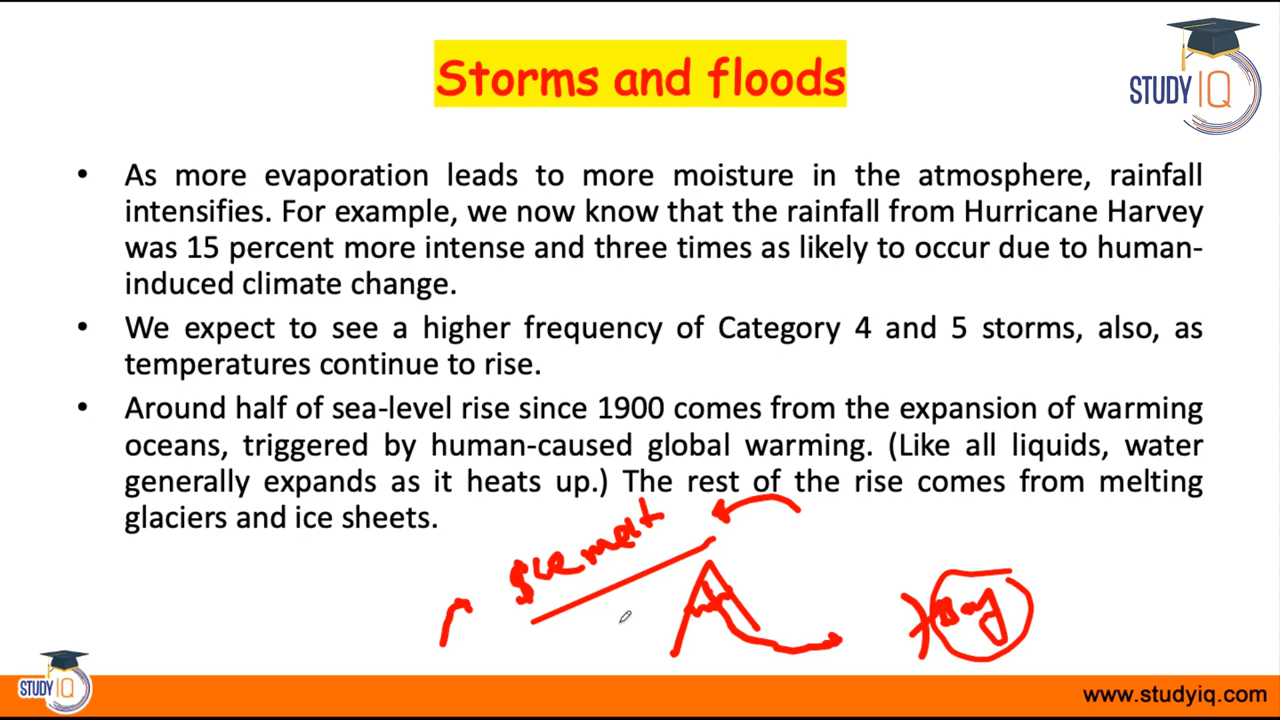 Storms and floods
STUDY IQ
• As more evaporation leads to more moisture in the atmosphere, rainfall
intensifies. For example, we now know that the rainfall from Hurricane Harvey
was 15 percent more intense and three times as likely to occur due to human-
induced climate change.
• We expect to see a higher frequency of Category 4 and 5 storms, also, as
temperatures continue to rise.
• Around half of sea-level rise since 1900 comes from the expansion of warming
oceans, triggered by human-caused global warming. (Like all liquids, water
generally expands as it heats up.) The rest of the rise comes from melting
glaciers and ice sheets.
melt
STUDY IQ
www.studyiq.com